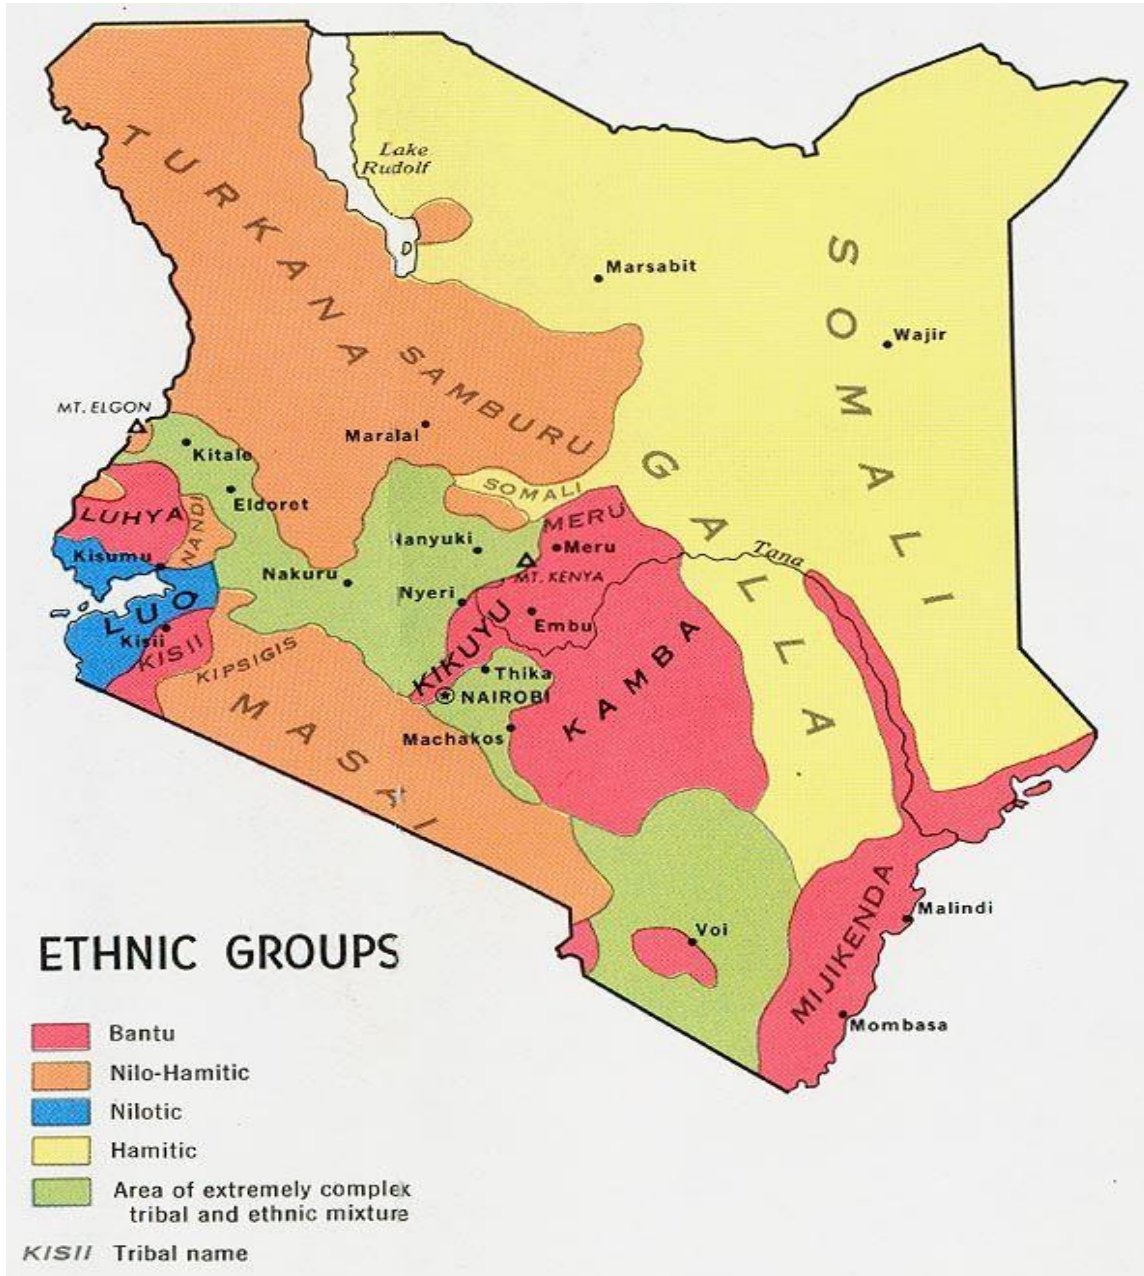 Lake
Rudolf
TURKANA
SAMBURU
SOMALI
Marsabit
Wajir
MT. ELGON
Kitale
Maralal
GALLA
Eldoret
SOMALI
LUHYA
NANDI
MERU
Kisumu
Nanyuki
Meru
Tana
Nakuru
MT. KENYA
Nyeri
LUO
Kisii
KISII
Embu
KIKUYU
KIPSIGIS
Thika
KAMBA
NAIROBI
MASAI
Machakos
MIJIKENDA
Malindi
Voi
Mombasa
ETHNIC GROUPS
Bantu
Nilo-Hamitic
Nilotic
Hamitic
Area of extremely complex
tribal and ethnic mixture
KISII Tribal name